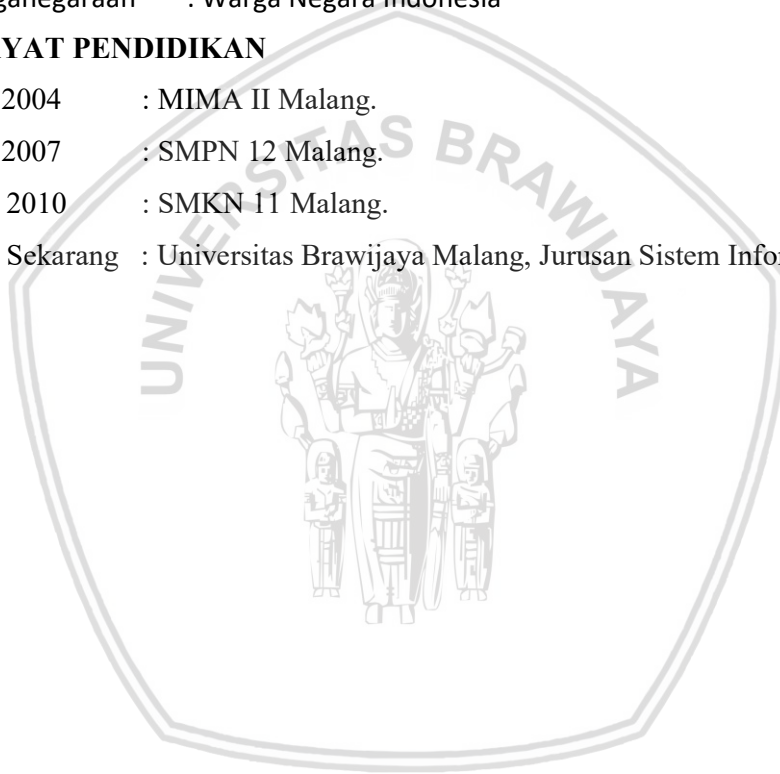 ganegaraan : Warga Negara Indonesia
YAT PENDIDIKAN
2004 : MIMA II Malang.
2007 : SMPN 12 Malang.
2010 : SMKN 11 Malang.
Sekarang : Universitas Brawijaya Malang, Jurusan Sistem Infor
UNIVERSITAS BRAWIJAYA